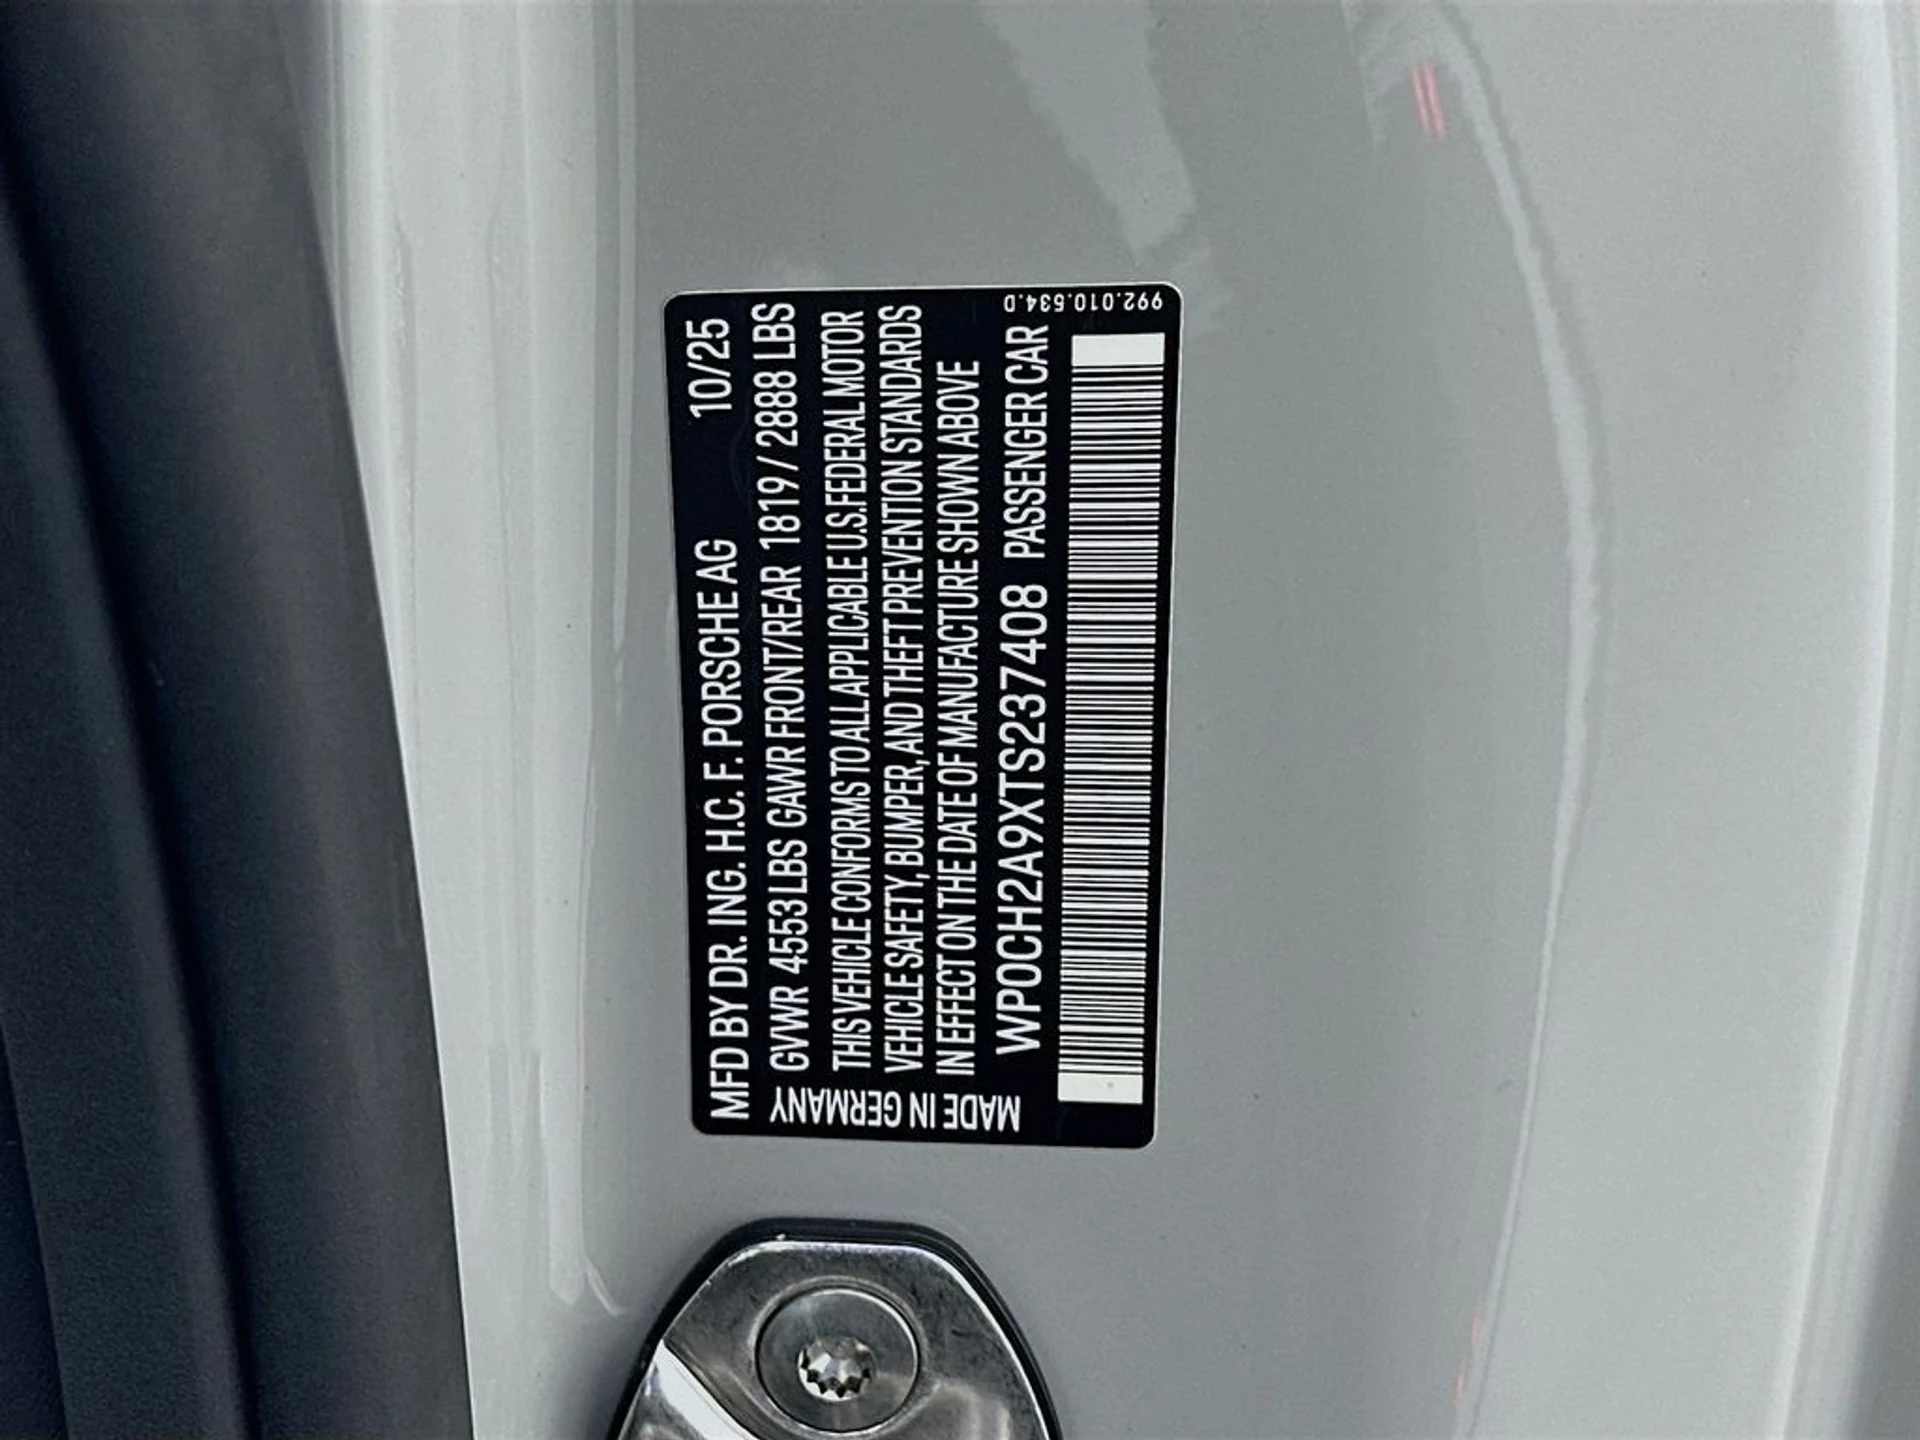 MFD BY DR. ING. H.C. F. PORSCHE AG 10/25
GVWR 4553 LBS GAWR FRONT/REAR 1819 / 2888 LBS
THIS VEHICLE CONFORMS TO ALL APPLICABLE U.S. FEDERAL MOTOR
VEHICLE SAFETY, BUMPER, AND THEFT PREVENTION STANDARDS
IN EFFECT ON THE DATE OF MANUFACTURE SHOWN ABOVE
WP0CH2A9XTS237408 PASSENGER CAR
MADE IN GERMANY
992.010.534.D